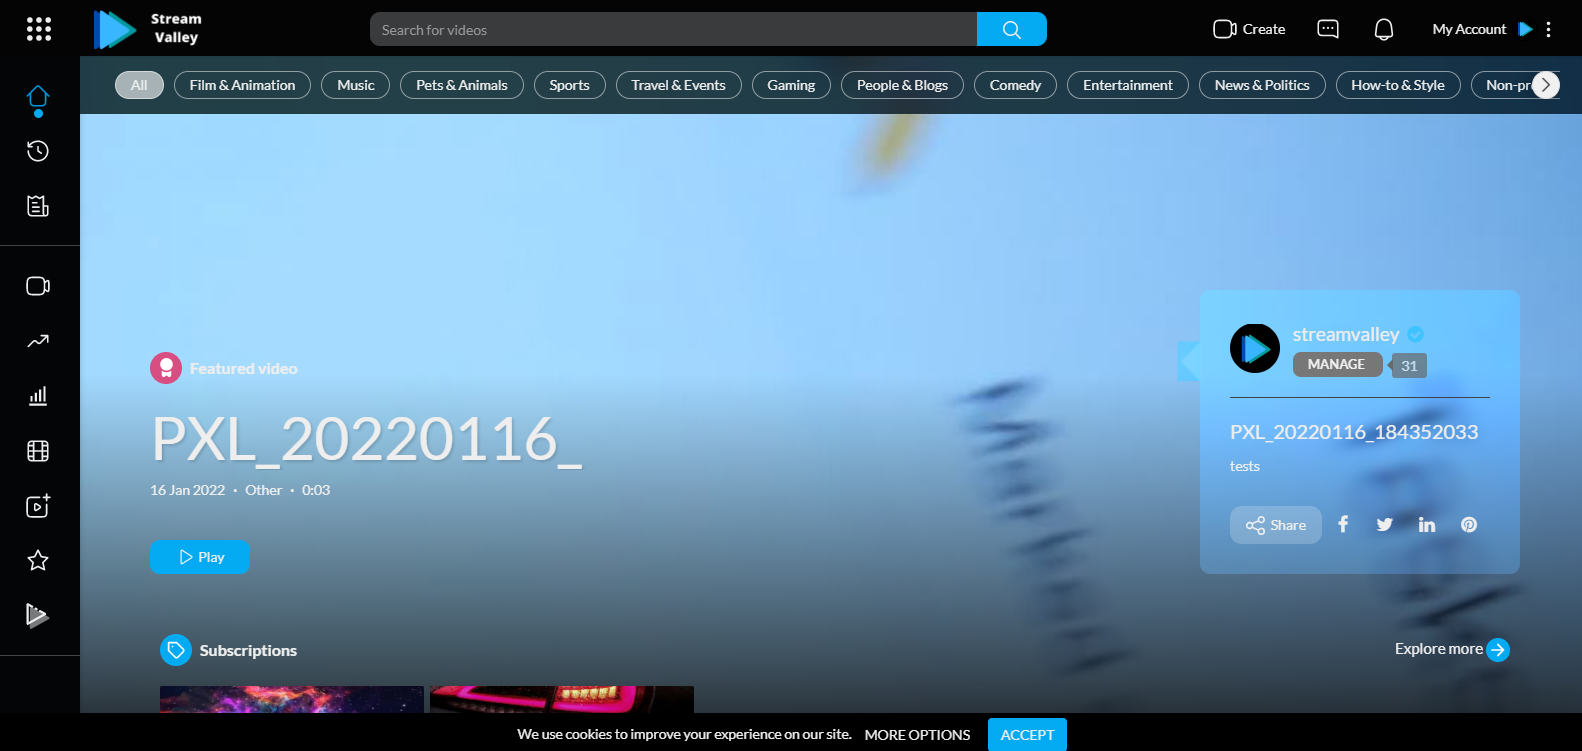 Stream
Valley
Search for videos
Create
My Account
All
Film & Animation
Music
Pets & Animals
Sports
Travel & Events
Gaming
People & Blogs
Comedy
Entertainment
News & Politics
How-to & Style
Non-pr
streamvalley
MANAGE
31
Featured video
PXL_20220116_
PXL_20220116_184352033
tests
16 Jan 2022 • Other • 0:03
Share
Play
Subscriptions
Explore more
We use cookies to improve your experience on our site.
MORE OPTIONS
ACCEPT